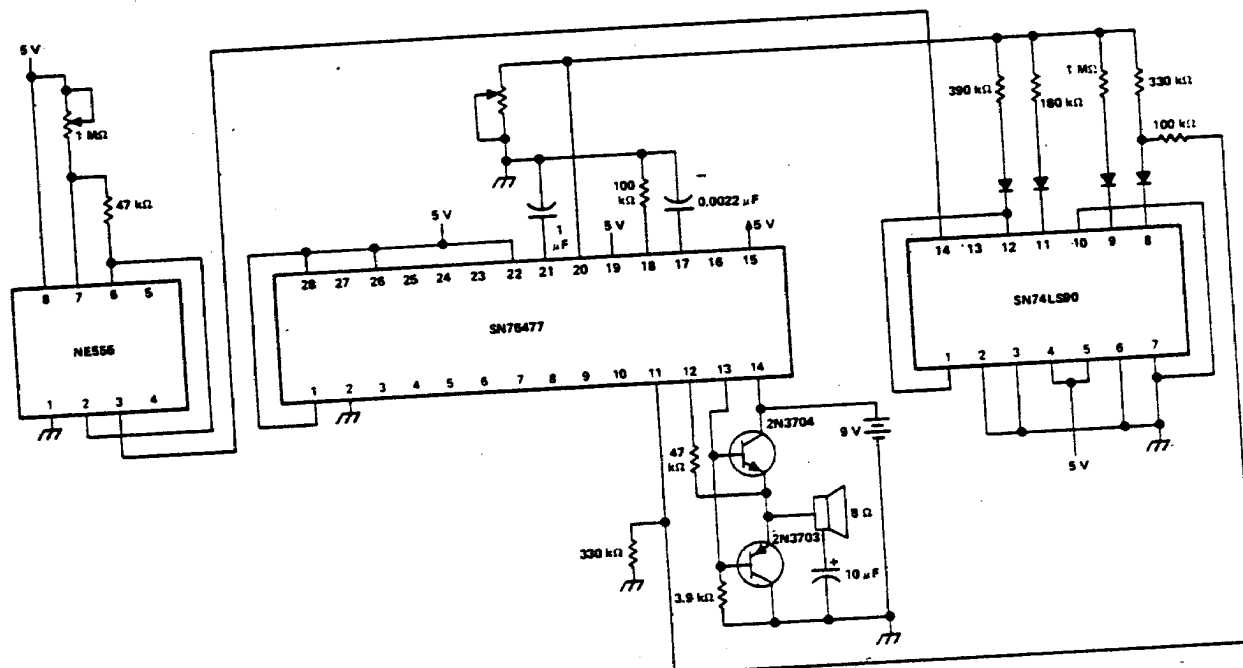 5 V
1 MΩ
47 kΩ
8 7 6 5
NE555
1 2 3 4
5 V
100 kΩ
1 μF
0.0022 μF
5 V
5 V
28 27 26 25 24 23 22 21 20 19 18 17 16 15
SN76477
1 2 3 4 5 6 7 8 9 10 11 12 13 14
390 kΩ
180 kΩ
1 MΩ
330 kΩ
100 kΩ
14 13 12 11 10 9 8
SN74LS90
1 2 3 4 5 6 7
5 V
2N3704
9 V
47 kΩ
8 Ω
2N3703
330 kΩ
3.9 kΩ
+
10 μF